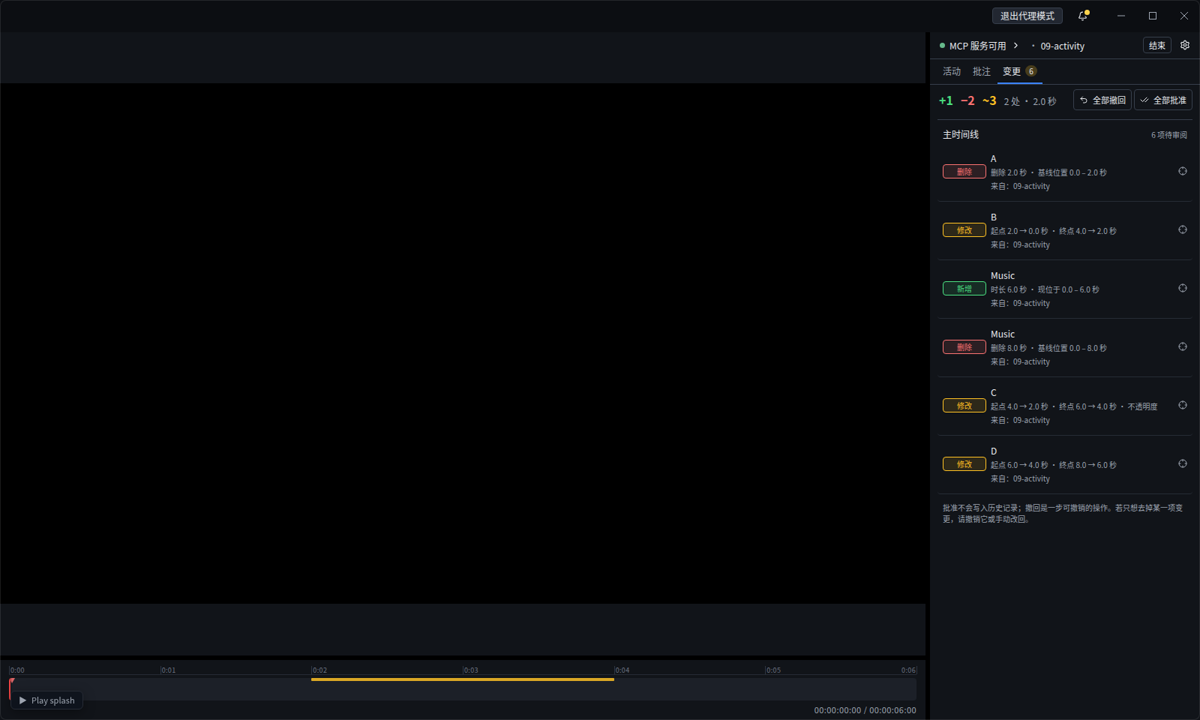 退出代理模式
MCP 服务可用
09-activity
结束
活动
批注
变更 6
+1 −2 ~3 2 处 • 2.0 秒
全部撤回
全部批准
主时间线
6 项待审阅
A
删除
删除 2.0 秒 • 基线位置 0.0 – 2.0 秒
来自：09-activity
B
修改
起点 2.0 → 0.0 秒 • 终点 4.0 → 2.0 秒
来自：09-activity
Music
新增
时长 6.0 秒 • 现位于 0.0 – 6.0 秒
来自：09-activity
Music
删除
删除 8.0 秒 • 基线位置 0.0 – 8.0 秒
来自：09-activity
C
修改
起点 4.0 → 2.0 秒 • 终点 6.0 → 4.0 秒 • 不透明度
来自：09-activity
D
修改
起点 6.0 → 4.0 秒 • 终点 8.0 → 6.0 秒
来自：09-activity
批准不会写入历史记录；撤回是一步可撤销的操作。若只想去掉某一项变
更，请撤销它或手动改回。
0:00 0:01 0:02 0:03 0:04 0:05 0:06
Play splash
00:00:00:00 / 00:00:06:00